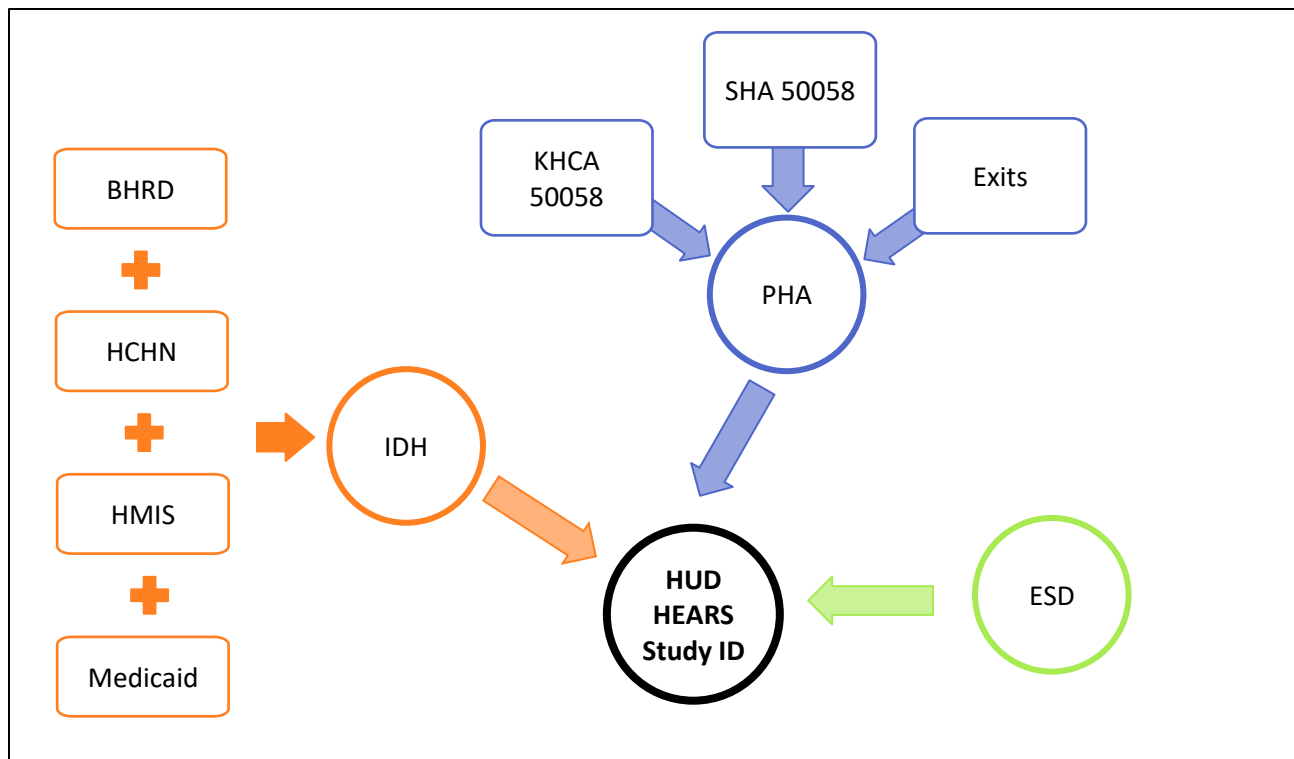 BHRD
HCHN
HMIS
Medicaid
IDH
KHCA
50058
SHA 50058
Exits
PHA
HUD
HEARS
Study ID
ESD